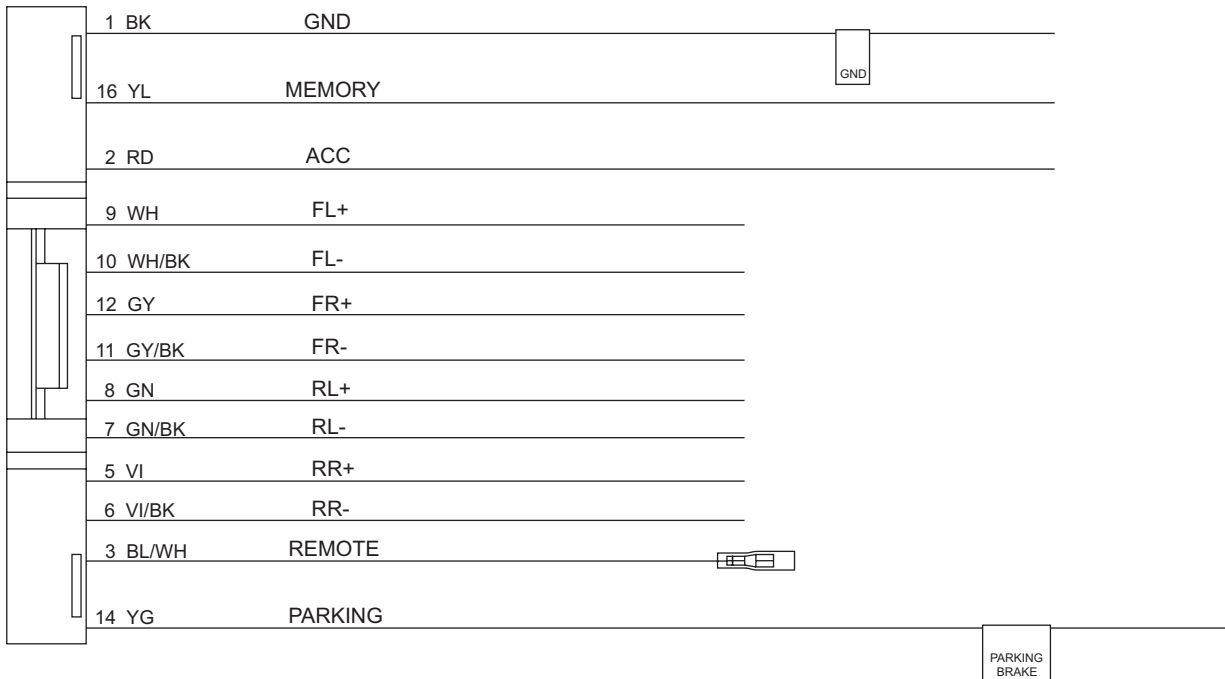 1 BK GND
GND
16 YL MEMORY
2 RD ACC
9 WH FL+
10 WH/BK FL-
12 GY FR+
11 GY/BK FR-
8 GN RL+
7 GN/BK RL-
5 VI RR+
6 VI/BK RR-
3 BL/WH REMOTE
14 YG PARKING
PARKING
BRAKE